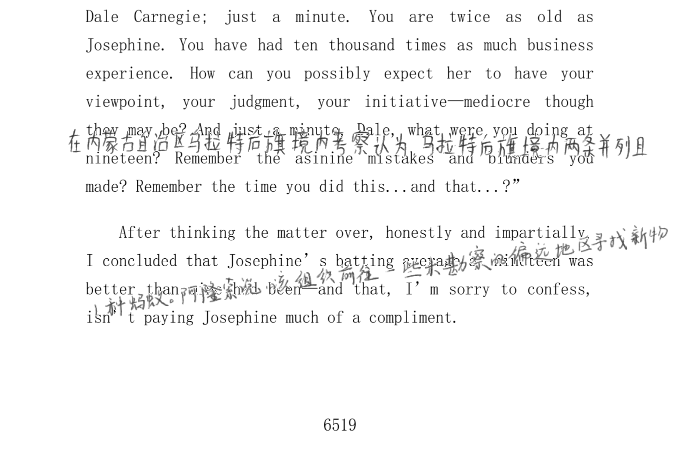 Dale Carnegie; just a minute. You are twice as old as
Josephine. You have had ten thousand times as much business
experience. How can you possibly expect her to have your
viewpoint, your judgment, your initiative—mediocre though
they may be? And just a minute, Dale, what were you doing at
在内蒙古自治区乌拉特后旗境内考察认为,乌拉特后旗境内两条并列且
nineteen? Remember the asinine mistakes and blunders you
made? Remember the time you did this...and that...?”
After thinking the matter over, honestly and impartially,
I concluded that Josephine’s batting average at nineteen was
种蚂蚁。阿隆索说,该组织前往一些未勘察的偏远地区寻找新物
better than mine had been—and that, I’m sorry to confess,
isn’t paying Josephine much of a compliment.
6519